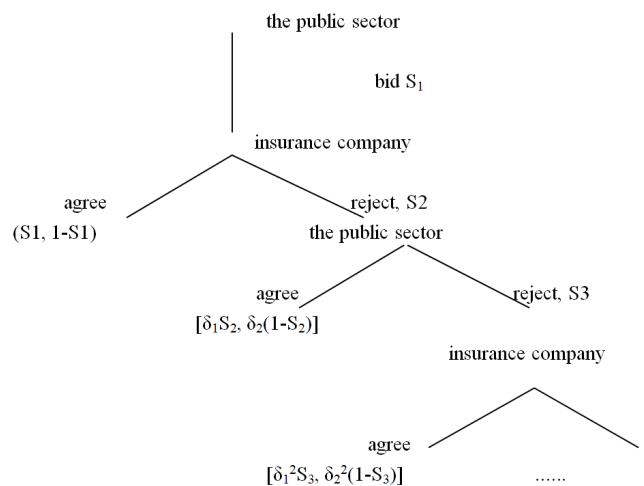 the public sector
bid S₁
insurance company
agree
reject, S2
(S1, 1-S1)
the public sector
agree
reject, S3
[δ₁S₂, δ₂(1-S₂)]
insurance company
agree
[δ₁²S₃, δ₂²(1-S₃)]
......